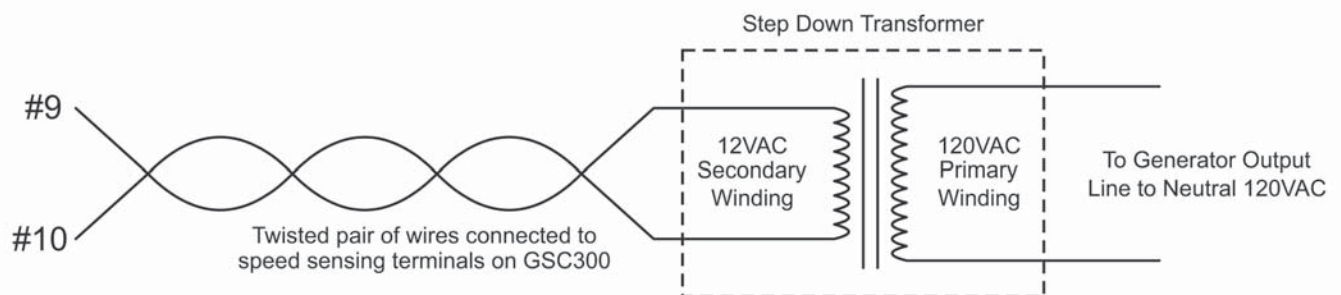 Step Down Transformer
#9
#10
Twisted pair of wires connected to
speed sensing terminals on GSC300
12VAC
Secondary
Winding
120VAC
Primary
Winding
To Generator Output
Line to Neutral 120VAC